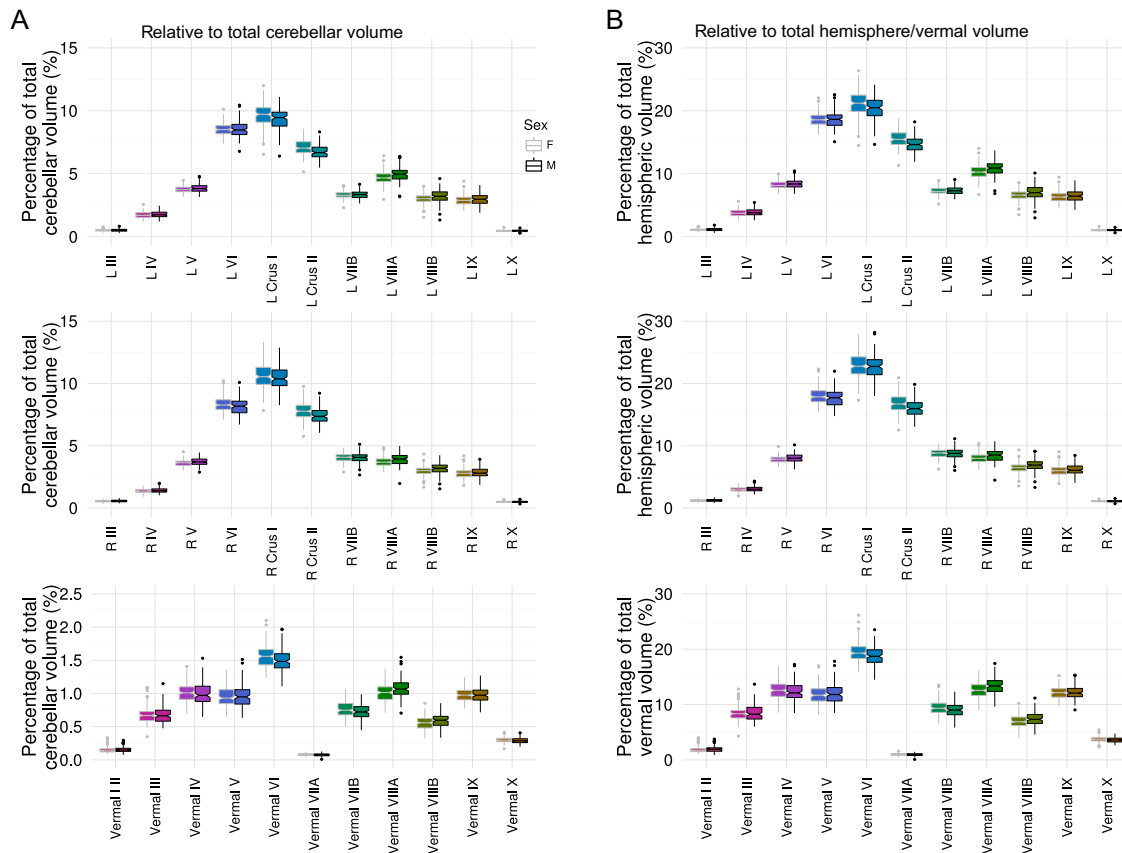 A
Relative to total cerebellar volume
Percentage of total
cerebellar volume (%)
15
10
5
0
L III
L IV
L V
L VI
L Crus I
L Crus II
L VIIB
L VIIIA
L VIIIB
L IX
L X
Sex
F
M
Percentage of total
cerebellar volume (%)
15
10
5
0
R III
R IV
R V
R VI
R Crus I
R Crus II
R VIIB
R VIIIA
R VIIIB
R IX
R X
Percentage of total
cerebellar volume (%)
2.5
2.0
1.5
1.0
0.5
0.0
Vermal I II
Vermal III
Vermal IV
Vermal V
Vermal VI
Vermal VIIA
Vermal VIIB
Vermal VIIIA
Vermal VIIIB
Vermal IX
Vermal X
B
Relative to total hemisphere/vermal volume
Percentage of total
hemispheric volume (%)
30
20
10
0
L III
L IV
L V
L VI
L Crus I
L Crus II
L VIIB
L VIIIA
L VIIIB
L IX
L X
Percentage of total
hemispheric volume (%)
30
20
10
0
R III
R IV
R V
R VI
R Crus I
R Crus II
R VIIB
R VIIIA
R VIIIB
R IX
R X
Percentage of total
vermal volume (%)
30
20
10
0
Vermal I II
Vermal III
Vermal IV
Vermal V
Vermal VI
Vermal VIIA
Vermal VIIB
Vermal VIIIA
Vermal VIIIB
Vermal IX
Vermal X